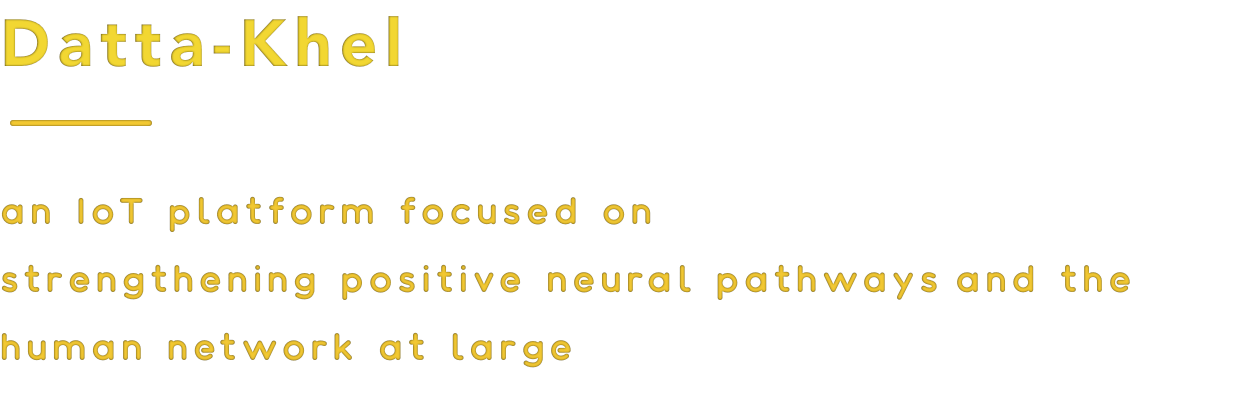 Datta-Khel
an IoT platform focused on
strengthening positive neural pathways and the
human network at large